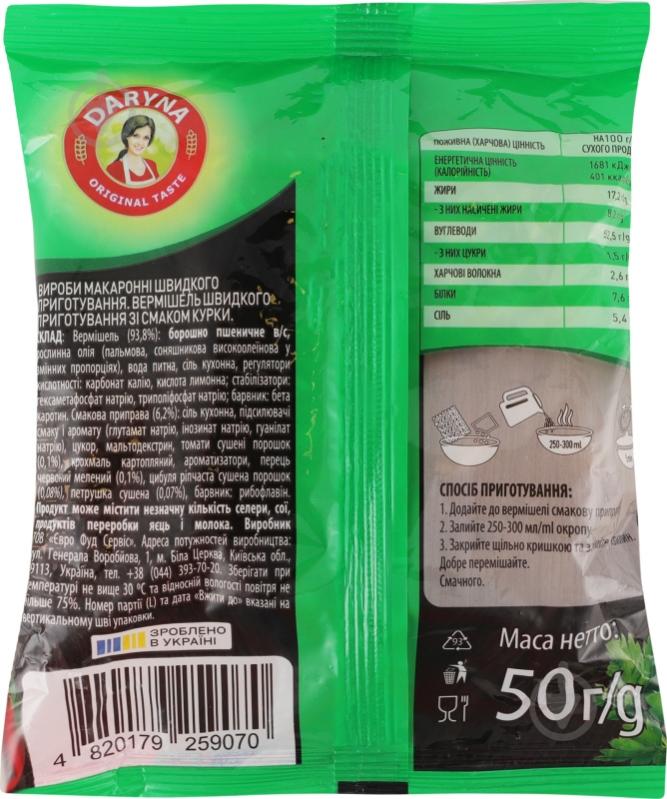 DARYNA
ORIGINAL TASTE
ВИРОБИ МАКАРОННІ ШВИДКОГО
ПРИГОТУВАННЯ. ВЕРМІШЕЛЬ ШВИДКОГО
ПРИГОТУВАННЯ ЗІ СМАКОМ КУРКИ.
СКЛАД: Вермішель (93,8%): борошно пшеничне в/с,
рослинна олія (пальмова, соняшникова високоолеїнова у
змінних пропорціях), вода питна, сіль кухонна, регулятори
кислотності: карбонат калію, кислота лимонна; стабілізатори:
гексаметафосфат натрію, триполіфосфат натрію; барвник: бета
каротин. Смакова приправа (6,2%): сіль кухонна, підсилювачі
смаку і аромату (глутамат натрію, інозинат натрію, гуанілат
натрію), цукор, мальтодекстрин, томати сушені порошок
(0,1%), крохмаль картопляний, ароматизатори, перець
червоний мелений (0,1%), цибуля ріпчаста сушена порошок
(0,08%), петрушка сушена (0,07%), барвник: рибофлавін.
Продукт може містити незначну кількість селери, сої,
продуктів переробки яєць і молока. Виробник
ТОВ «Євро Фуд Сервіс». Адреса потужностей виробництва:
вул. Генерала Воробйова, 1, м. Біла Церква, Київська обл.,
09113, Україна, тел. +38 (044) 393-70-20. Зберігати при
температурі не вище 30 °С та відносній вологості повітря не
більше 75%. Номер партії (L) та дата «Вжити до» вказані на
вертикальному шві упаковки.
ЗРОБЛЕНО
В УКРАЇНІ
4 820179 259070
ПОЖИВНА (ХАРЧОВА) ЦІННІСТЬ НА 100 г/
СУХОГО ПРОД
ЕНЕРГЕТИЧНА ЦІННІСТЬ 1681 кДж
(КАЛОРІЙНІСТЬ) 401 ккал
ЖИРИ 17,2
- З НИХ НАСИЧЕНІ ЖИРИ
ВУГЛЕВОДИ 52,5 г/g
- З НИХ ЦУКРИ 1,5 г/
ХАРЧОВІ ВОЛОКНА 2,6 г
БІЛКИ 7,6
СІЛЬ 5,4
250-300 ml
СПОСІБ ПРИГОТУВАННЯ:
1. Додайте до вермішелі смакову
2. Залийте 250-300 мл/ml окропу
3. Закрийте щільно кришкою та
Добре перемішайте.
Смачного.
93
Маса нетто:
50г/g